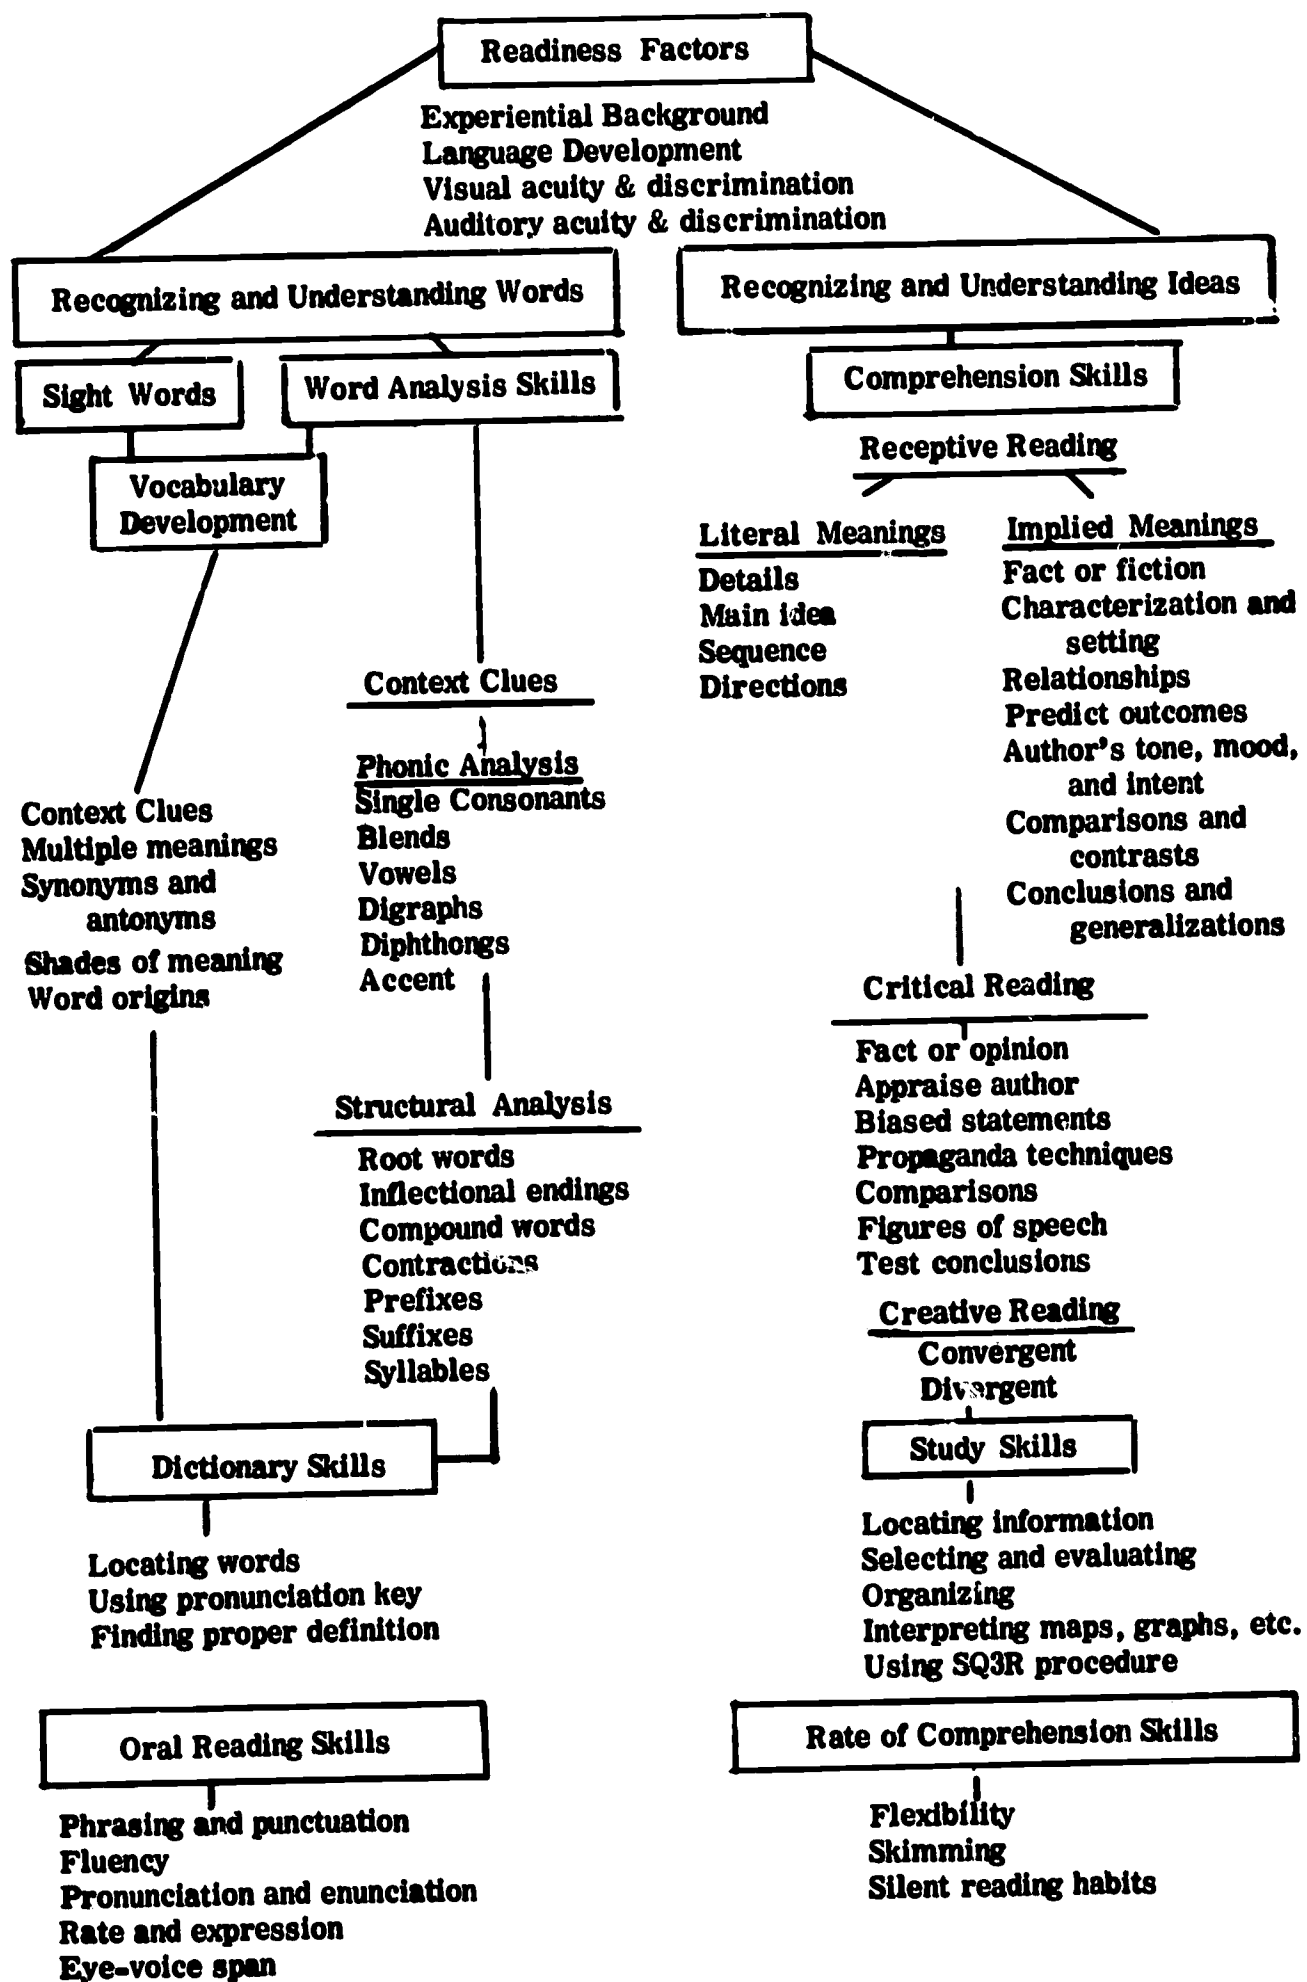 Readiness Factors
Experiential Background
Language Development
Visual acuity & discrimination
Auditory acuity & discrimination
Recognizing and Understanding Words
Sight Words
Word Analysis Skills
Vocabulary
Development
Context Clues
Multiple meanings
Synonyms and
antonyms
Shades of meaning
Word origins
Context Clues
Phonic Analysis
Single Consonants
Blends
Vowels
Digraphs
Diphthongs
Accent
Structural Analysis
Root words
Inflectional endings
Compound words
Contractions
Prefixes
Suffixes
Syllables
Dictionary Skills
Locating words
Using pronunciation key
Finding proper definition
Oral Reading Skills
Phrasing and punctuation
Fluency
Pronunciation and enunciation
Rate and expression
Eye-voice span
Recognizing and Understanding Ideas
Comprehension Skills
Receptive Reading
Literal Meanings
Details
Main idea
Sequence
Directions
Implied Meanings
Fact or fiction
Characterization and
setting
Relationships
Predict outcomes
Author's tone, mood,
and intent
Comparisons and
contrasts
Conclusions and
generalizations
Critical Reading
Fact or opinion
Appraise author
Biased statements
Propaganda techniques
Comparisons
Figures of speech
Test conclusions
Creative Reading
Convergent
Divergent
Study Skills
Locating information
Selecting and evaluating
Organizing
Interpreting maps, graphs, etc.
Using SQ3R procedure
Rate of Comprehension Skills
Flexibility
Skimming
Silent reading habits